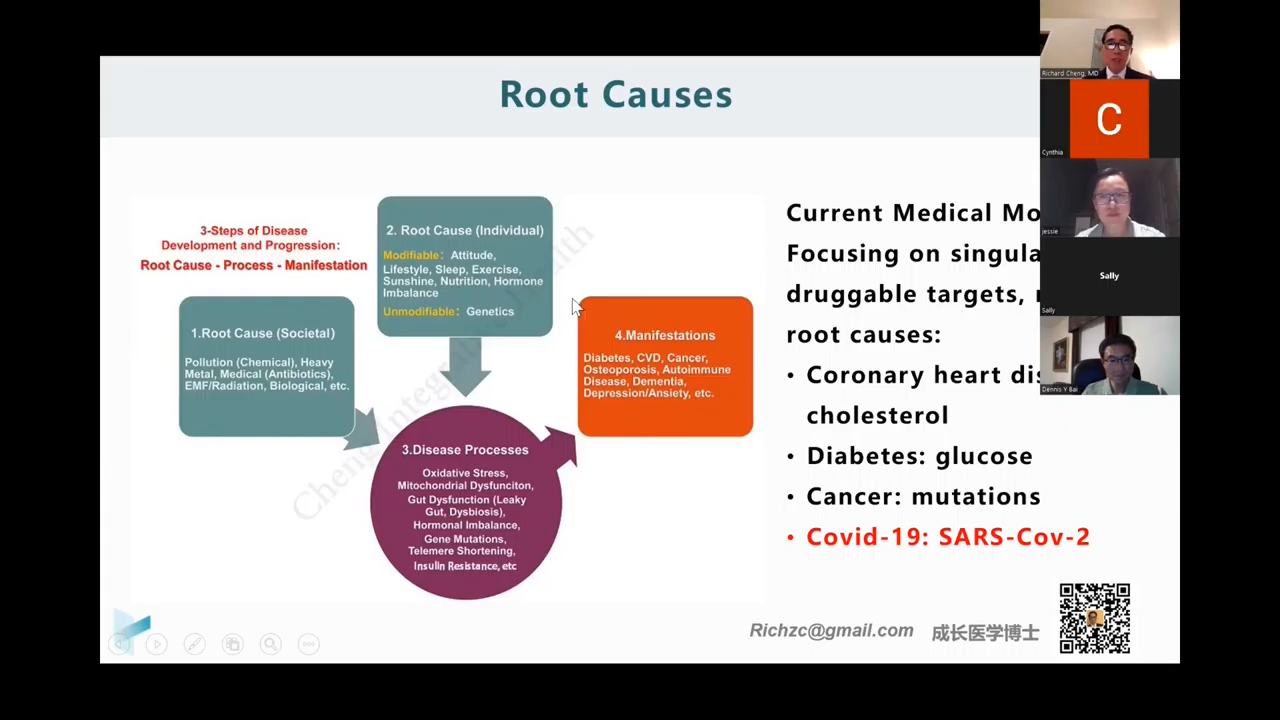 Root Causes
3-Steps of Disease
Development and Progression:
Root Cause - Process - Manifestation
1.Root Cause (Societal)
Pollution (Chemical), Heavy
Metal, Medical (Antibiotics),
EMF/Radiation, Biological, etc.
2. Root Cause (Individual)
Modifiable: Attitude,
Lifestyle, Sleep, Exercise,
Sunshine, Nutrition, Hormone
Imbalance
Unmodifiable: Genetics
3.Disease Processes
Oxidative Stress,
Mitochondrial Dysfunciton,
Gut Dysfunction (Leaky
Gut, Dysbiosis),
Hormonal Imbalance,
Gene Mutations,
Telemere Shortening,
Insulin Resistance, etc
4.Manifestations
Diabetes, CVD, Cancer,
Osteoporosis, Autoimmune
Disease, Dementia,
Depression/Ansiety, etc.
Current Medical
Focusing on
druggable targets,
root causes:
• Coronary heart
cholesterol
• Diabetes: glucose
• Cancer: mutations
• Covid-19: SARS-Cov-2
Richzc@gmail.com 成长医学博士
Richard Cheng, MD
C
Cynthia
jessie
Sally
Sally
Dennis Y Bai